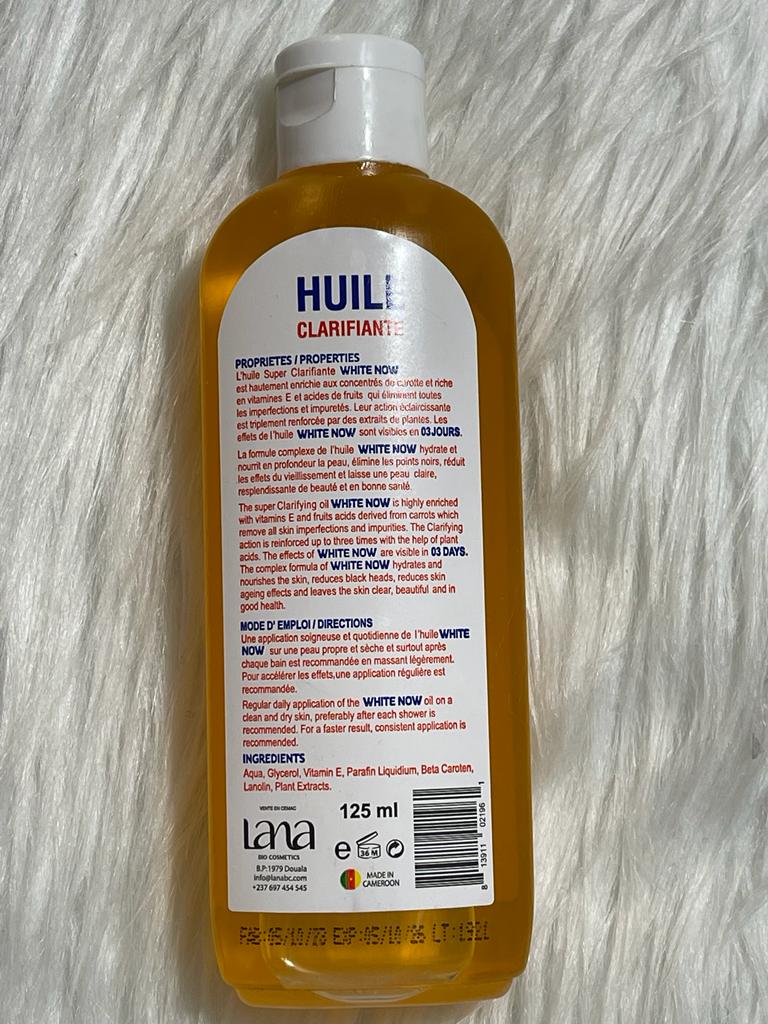 HUILE
CLARIFIANTE
PROPRIETES / PROPERTIES
L'huile Super Clarifiante WHITE NOW
est hautement enrichie aux concentrés de carotte et riche
en vitamines E et acides de fruits qui éliminent toutes
les imperfections et impuretés. Leur action éclaircissante
est triplement renforcée par des extraits de plantes. Les
effets de l'huile WHITE NOW sont visibles en 03JOURS.
La formule complexe de l'huile WHITE NOW hydrate et
nourrit en profondeur la peau, élimine les points noirs, réduit
les effets du vieillissement et laisse une peau claire,
resplendissante de beauté et en bonne santé.
The super Clarifying oil WHITE NOW is highly enriched
with vitamins E and fruits acids derived from carrots which
remove all skin imperfections and impurities. The Clarifying
action is reinforced up to three times with the help of plant
acids. The effects of WHITE NOW are visible in 03 DAYS.
The complex formula of WHITE NOW hydrates and
nourishes the skin, reduces black heads, reduces skin
ageing effects and leaves the skin clear, beautiful and in
good health.
MODE D' EMPLOI / DIRECTIONS
Une application soigneuse et quotidienne de l'huile WHITE
NOW sur une peau propre et sèche et surtout après
chaque bain est recommandée en massant légèrement.
Pour accélérer les effets,une application régulière est
recommandée.
Regular daily application of the WHITE NOW oil on a
clean and dry skin, preferably after each shower is
recommended. For a faster result, consistent application is
recommended.
INGREDIENTS
Aqua, Glycerol, Vitamin E, Parafin Liquidium, Beta Caroten,
Lanolin, Plant Extracts.
VENTE EN CEMAC
Lana
BIO COSMETICS
B.P:1979 Douala
info@lanabc.com
+237 697 454 545
125 ml
e 36 M
MADE IN
CAMEROON
8 13911 02196 1